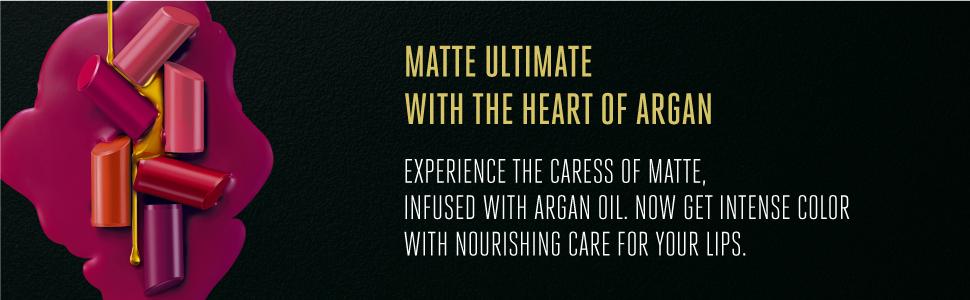 MATTE ULTIMATE
WITH THE HEART OF ARGAN
EXPERIENCE THE CARESS OF MATTE,
INFUSED WITH ARGAN OIL. NOW GET INTENSE COLOR
WITH NOURISHING CARE FOR YOUR LIPS.